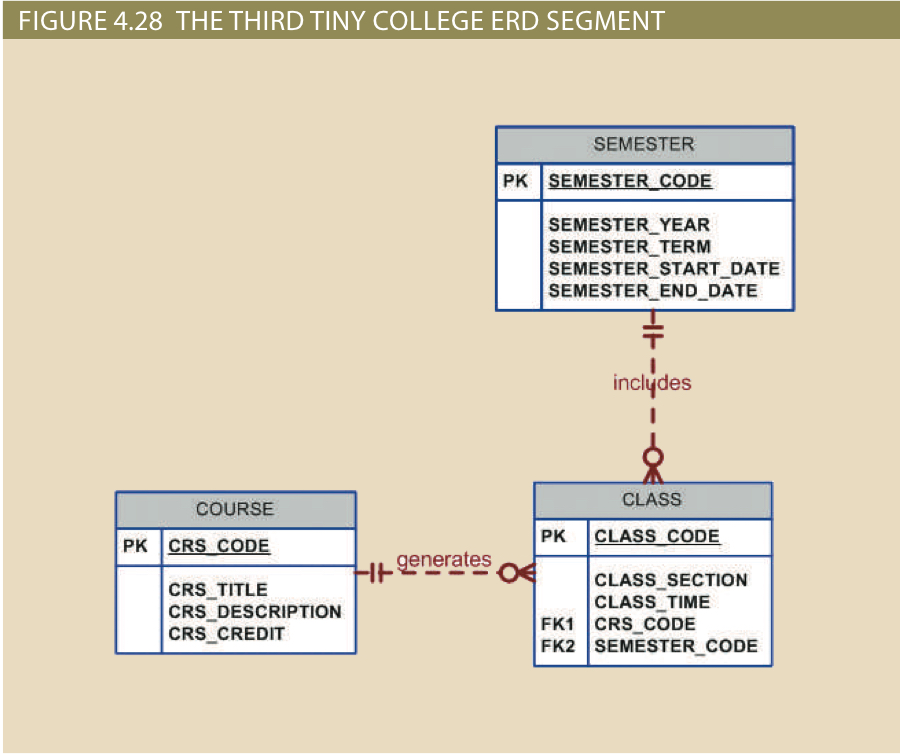 FIGURE 4.28 THE THIRD TINY COLLEGE ERD SEGMENT
SEMESTER
PK SEMESTER_CODE
SEMESTER_YEAR
SEMESTER_TERM
SEMESTER_START_DATE
SEMESTER_END_DATE
includes
COURSE
PK CRS_CODE
CRS_TITLE
CRS_DESCRIPTION
CRS_CREDIT
generates
CLASS
PK CLASS_CODE
CLASS_SECTION
CLASS_TIME
FK1 CRS_CODE
FK2 SEMESTER_CODE